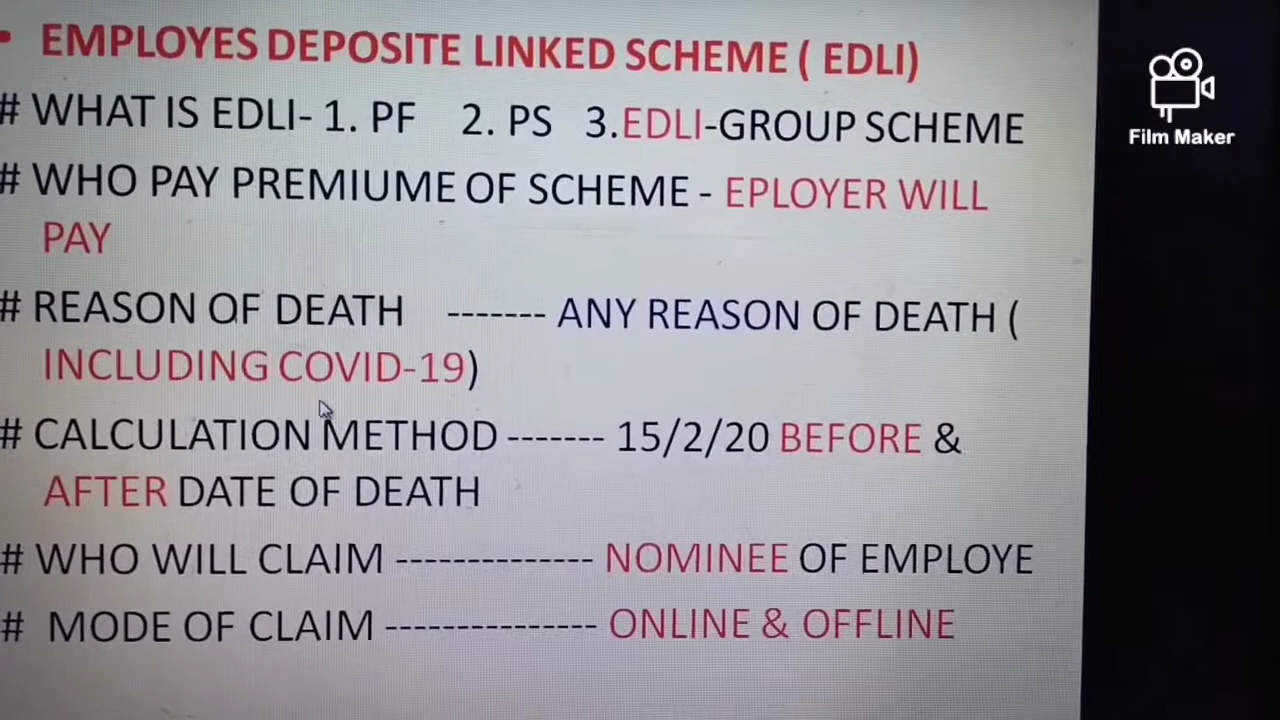 • EMPLOYES DEPOSITE LINKED SCHEME ( EDLI)
# WHAT IS EDLI- 1. PF 2. PS 3.EDLI-GROUP SCHEME
# WHO PAY PREMIUME OF SCHEME - EPLOYER WILL
PAY
# REASON OF DEATH ------- ANY REASON OF DEATH (
INCLUDING COVID-19)
# CALCULATION METHOD ------- 15/2/20 BEFORE &
AFTER DATE OF DEATH
# WHO WILL CLAIM -------------- NOMINEE OF EMPLOYE
# MODE OF CLAIM --------------- ONLINE & OFFLINE
Film Maker